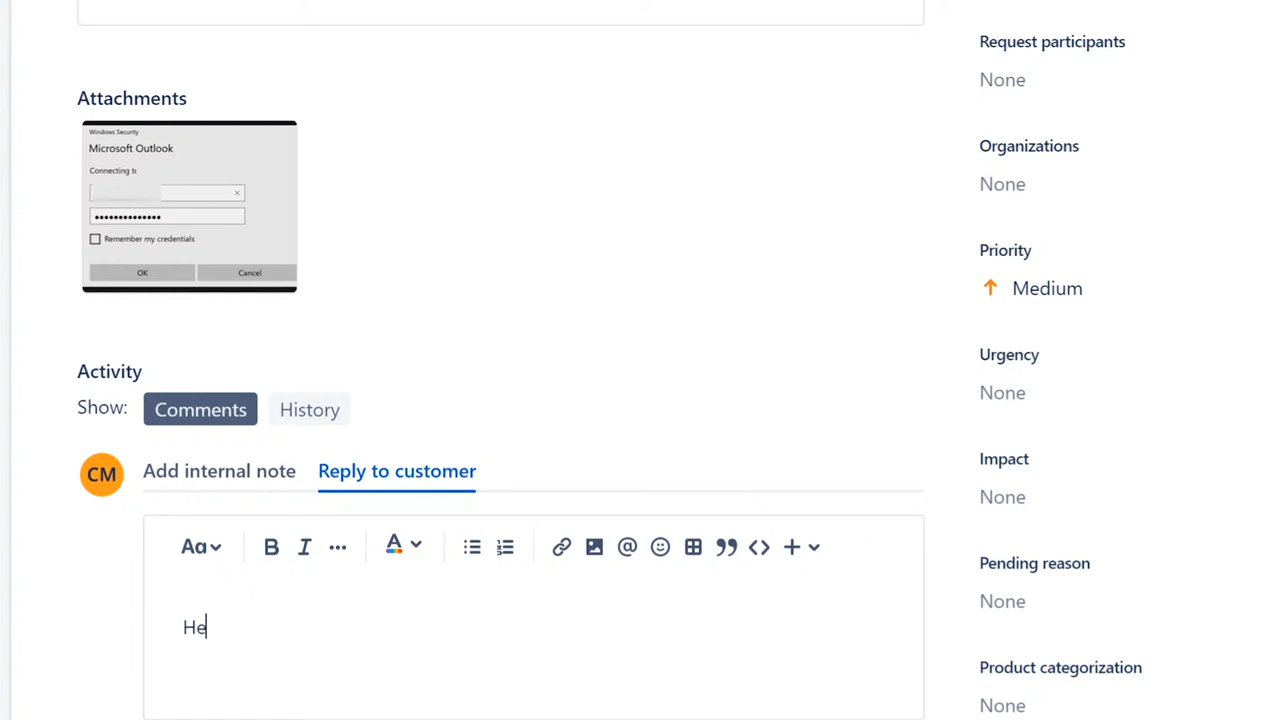 Request participants
None
Attachments
Windows Security
Microsoft Outlook
Connecting to
Remember my credentials
OK Cancel
Organizations
None
Priority
Medium
Urgency
None
Activity
Show: Comments History
Impact
None
CM Add internal note Reply to customer
Aa B I A
Pending reason
None
He
Product categorization
None